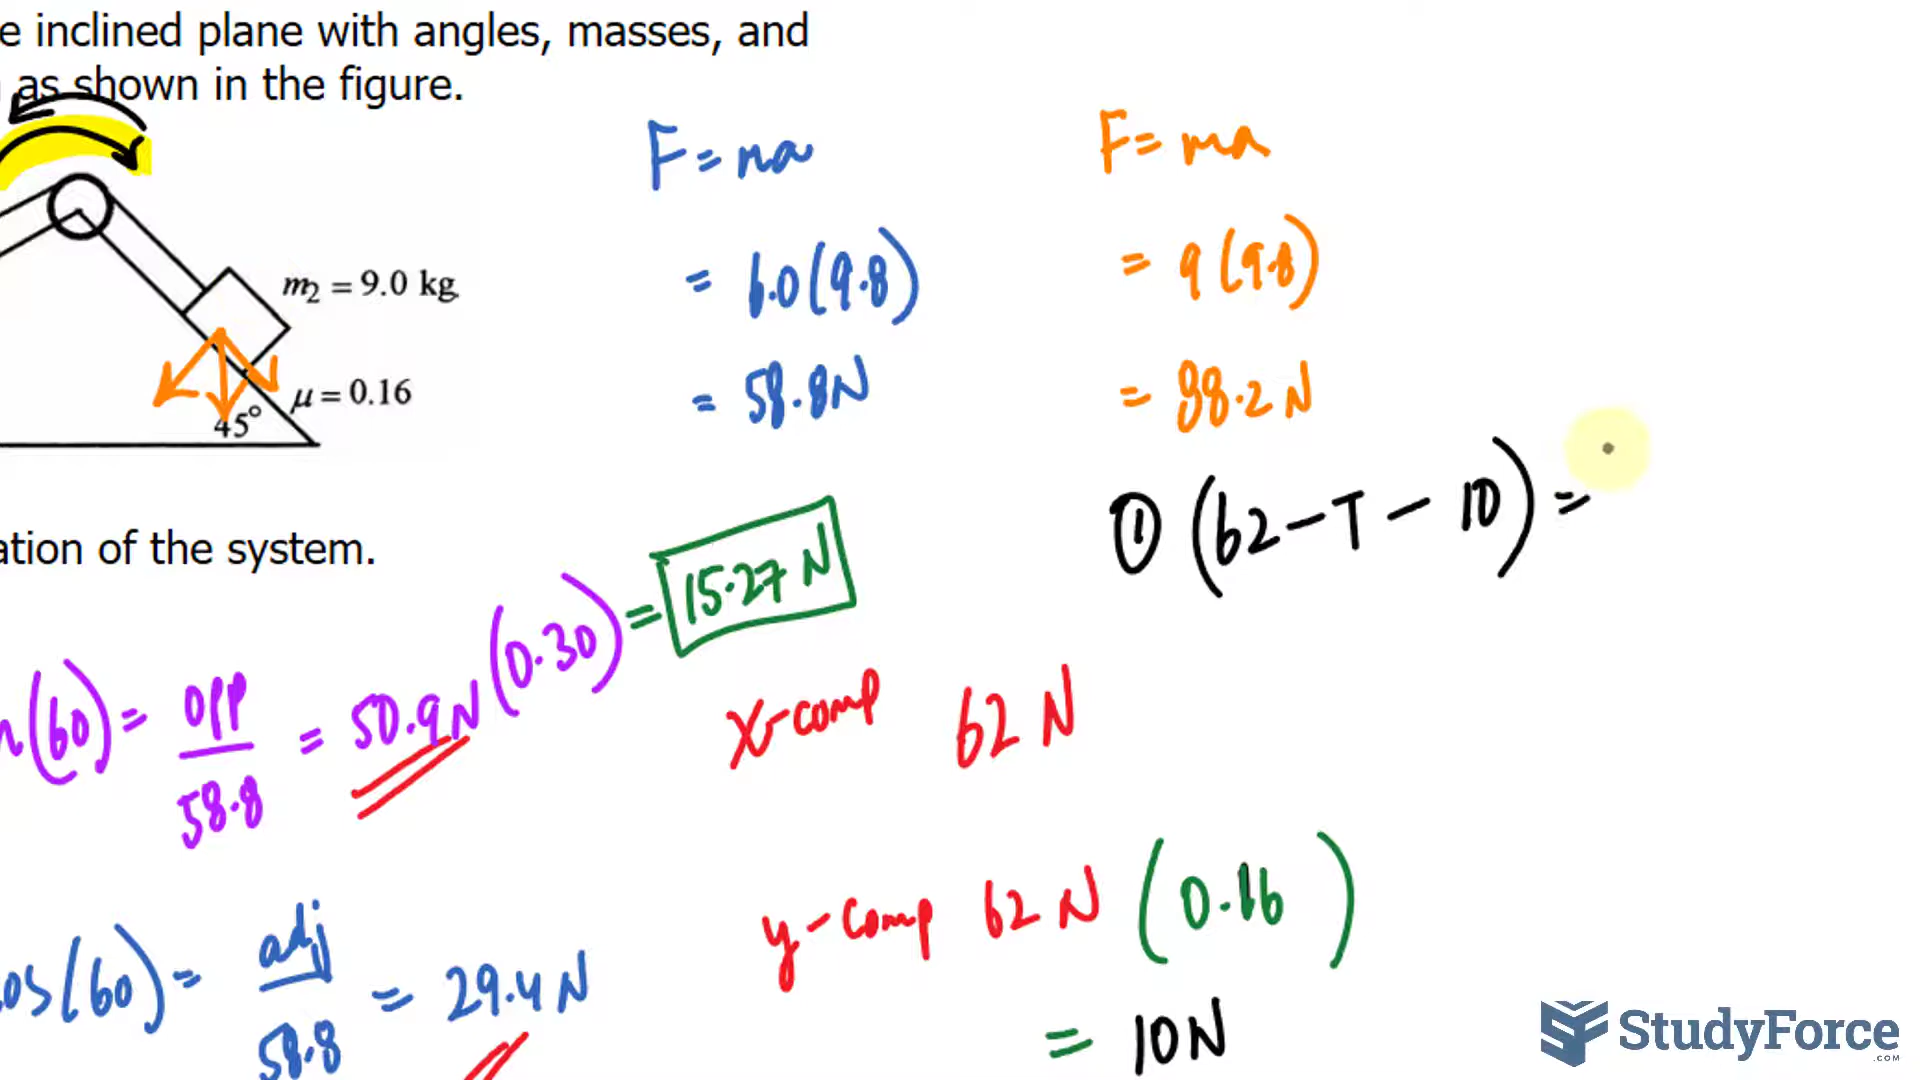 e inclined plane with angles, masses, and
as shown in the figure.
F = ma
= 6.0(9.8)
= 58.8N
F = ma
= 9(9.8)
= 88.2 N
m₂ = 9.0 kg
μ = 0.16
45°
① (62 - T - 10) =
ation of the system.
(60) = opp/58.8 = 50.9N (0.30) = 15.27 N
x-comp 62 N
y-comp 62 N (0.16)
= 10N
os(60) = adj/58.8 = 29.4 N
StudyForce
.COM